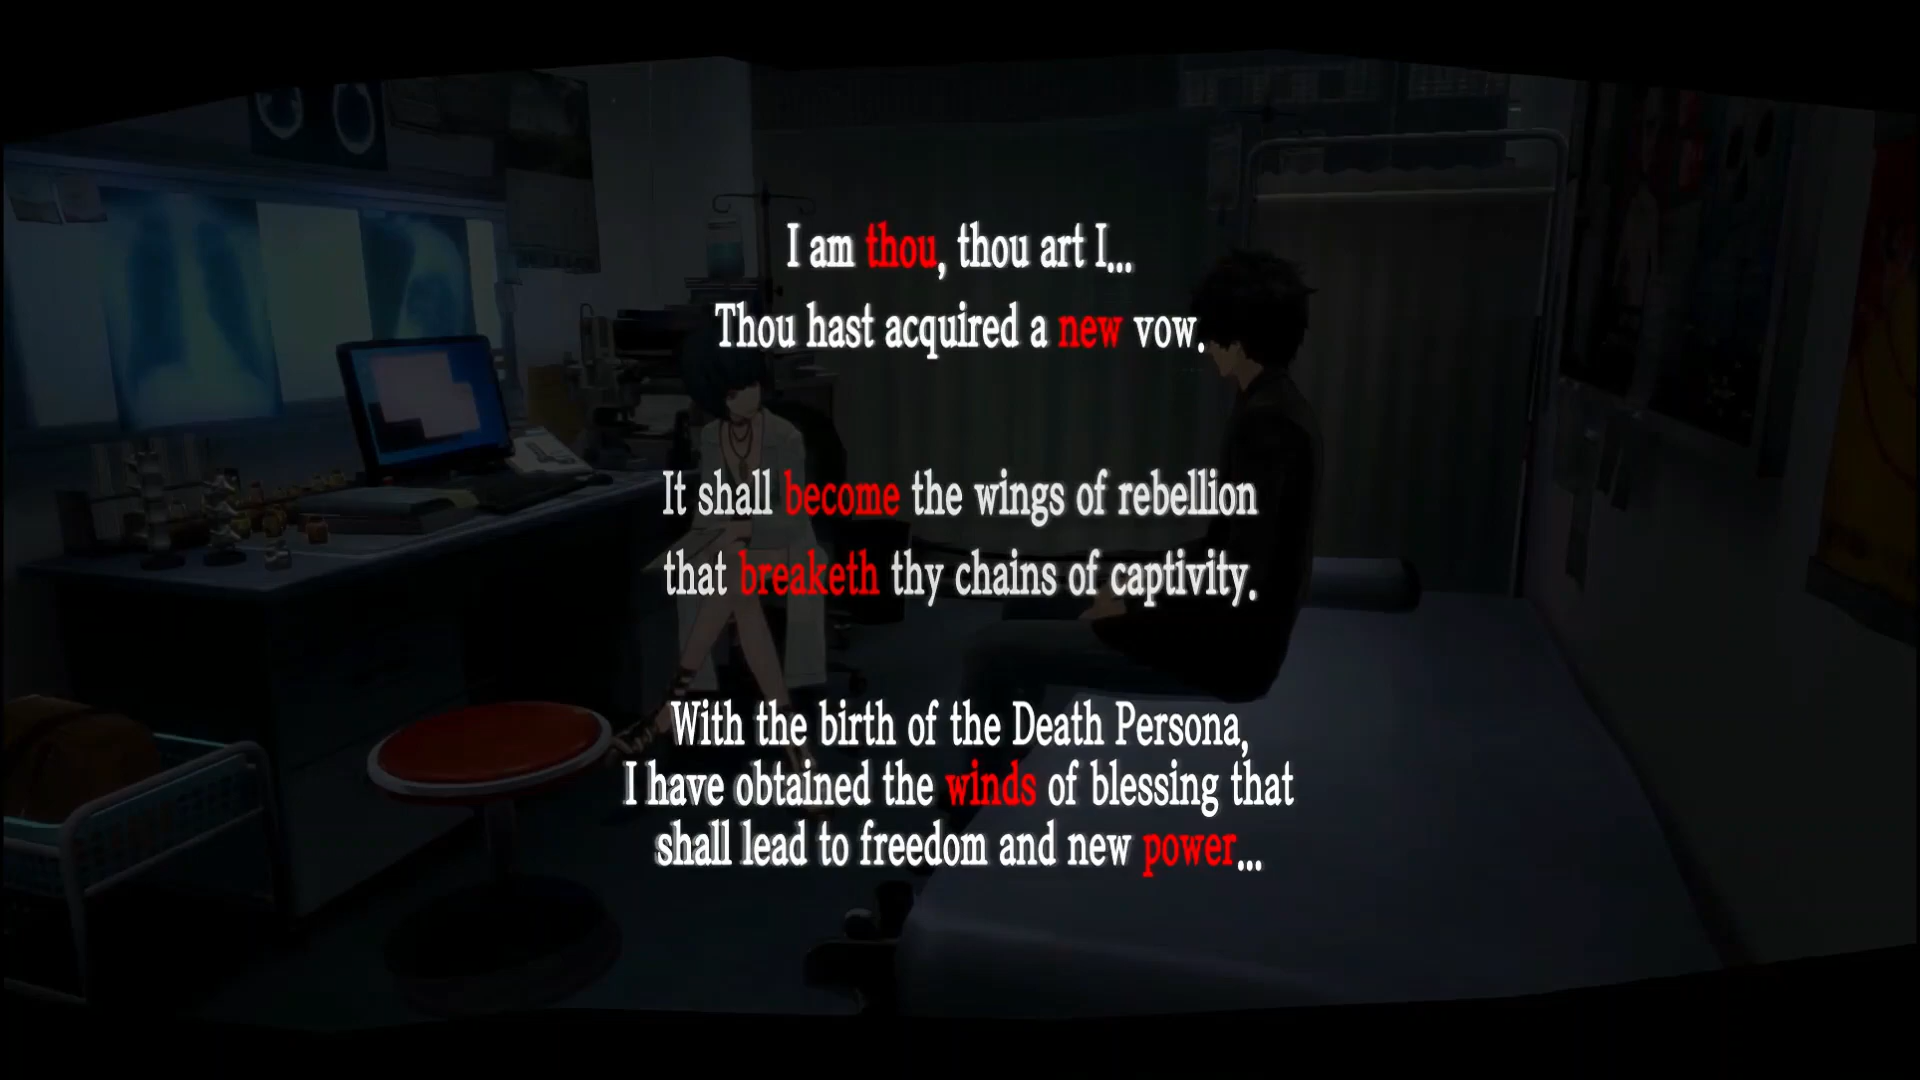 I am thou, thou art I...
Thou hast acquired a new vow.
It shall become the wings of rebellion
that breaketh thy chains of captivity.
With the birth of the Death Persona,
I have obtained the winds of blessing that
shall lead to freedom and new power...